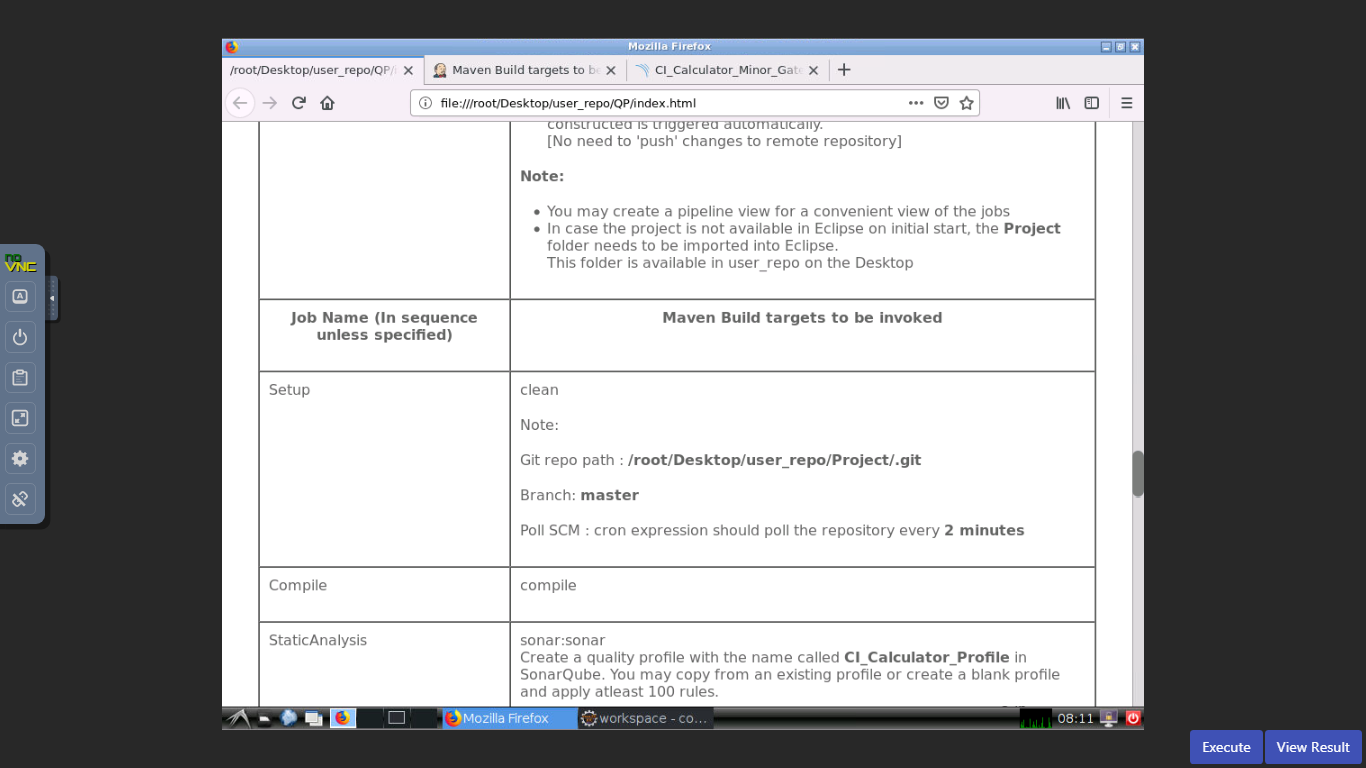 Mozilla Firefox
/root/Desktop/user_repo/QP/i
Maven Build targets to be
CI_Calculator_Minor_Gate
file:///root/Desktop/user_repo/QP/index.html
constructed is triggered automatically.
[No need to 'push' changes to remote repository]
Note:
• You may create a pipeline view for a convenient view of the jobs
• In case the project is not available in Eclipse on initial start, the Project
folder needs to be imported into Eclipse.
This folder is available in user_repo on the Desktop
Job Name (In sequence
unless specified)
Maven Build targets to be invoked
Setup
clean
Note:
Git repo path : /root/Desktop/user_repo/Project/.git
Branch: master
Poll SCM : cron expression should poll the repository every 2 minutes
Compile
compile
StaticAnalysis
sonar:sonar
Create a quality profile with the name called CI_Calculator_Profile in
SonarQube. You may copy from an existing profile or create a blank profile
and apply atleast 100 rules.
no
VNC
A
Mozilla Firefox
workspace - co...
08:11
Execute
View Result